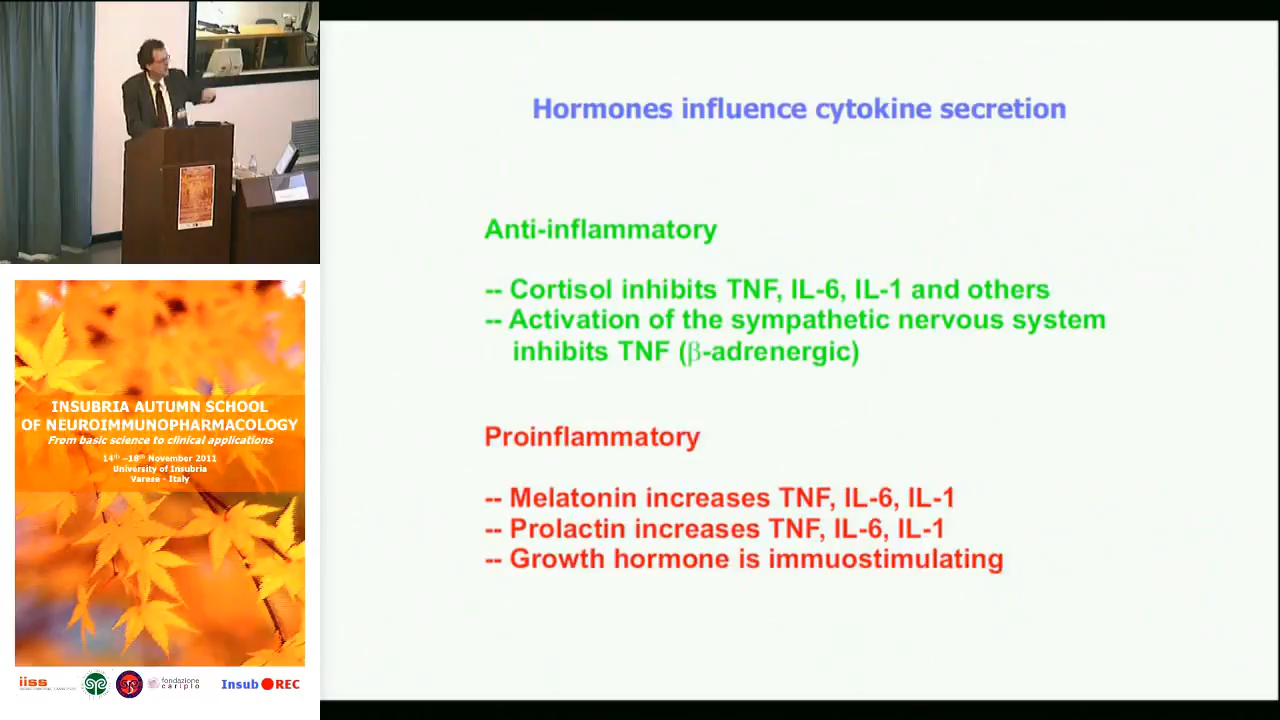 Hormones influence cytokine secretion
Anti-inflammatory
-- Cortisol inhibits TNF, IL-6, IL-1 and others
-- Activation of the sympathetic nervous system
inhibits TNF (β-adrenergic)
Proinflammatory
-- Melatonin increases TNF, IL-6, IL-1
-- Prolactin increases TNF, IL-6, IL-1
-- Growth hormone is immuostimulating
INSUBRIA AUTUMN SCHOOL
OF NEUROIMMUNOPHARMACOLOGY
From basic science to clinical applications
14th –18th November 2011
University of Insubria
Varese - Italy
iiss
fondazione
cariplo
Insub REC